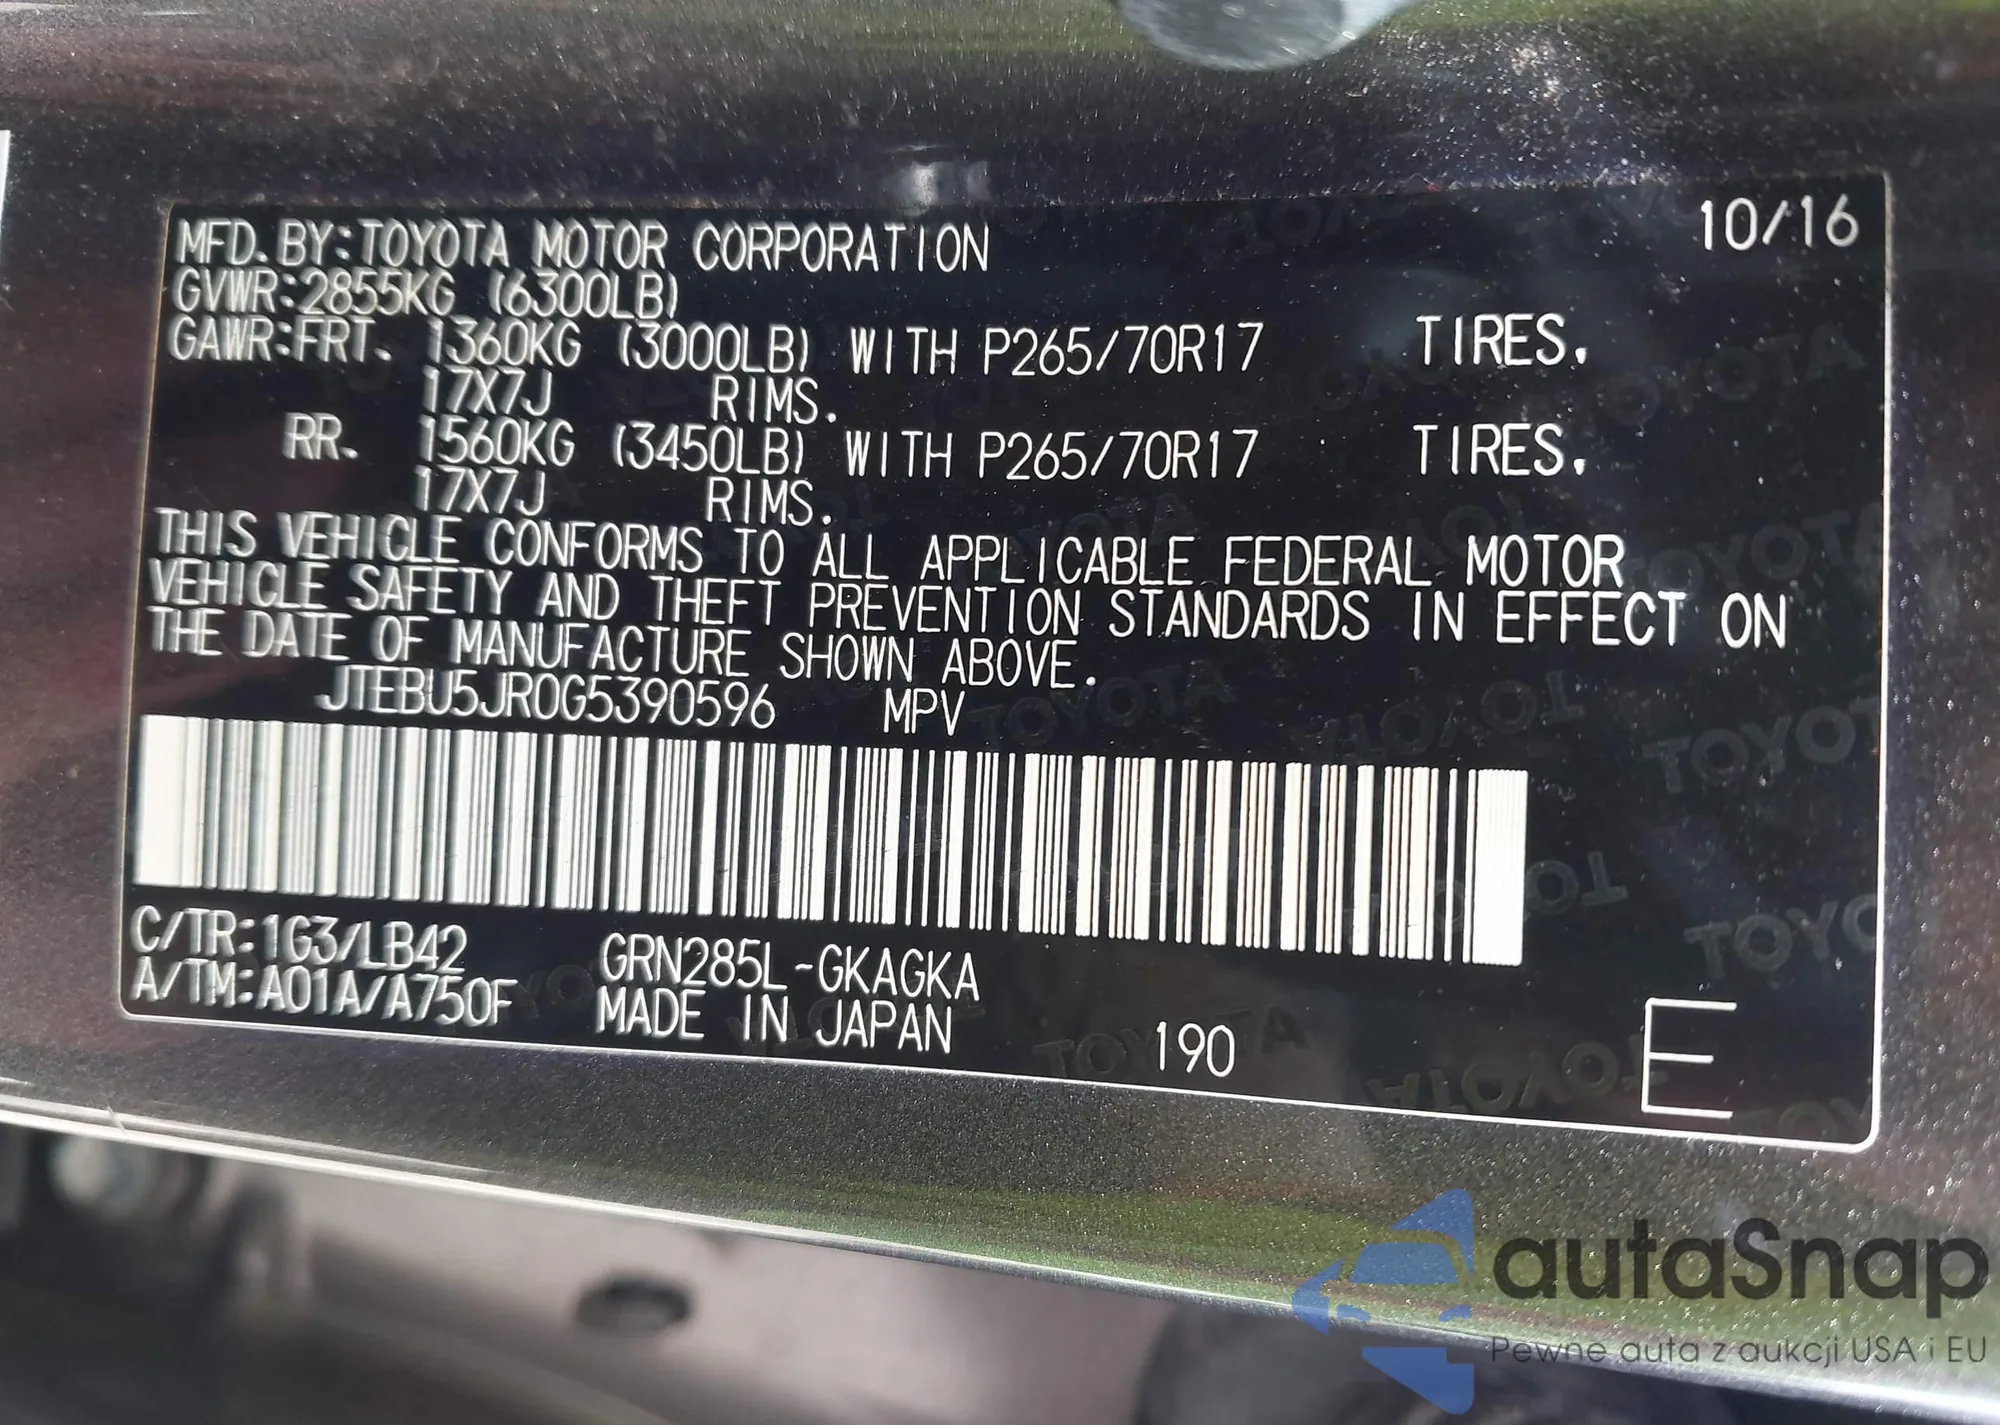 10/16
MFD. BY: TOYOTA MOTOR CORPORATION
GVWR: 2855KG (6300LB)
GAWR: FRT. 1360KG (3000LB) WITH P265/70R17 TIRES.
17X7J RIMS.
RR. 1560KG (3450LB) WITH P265/70R17 TIRES.
17X7J RIMS.
THIS VEHICLE CONFORMS TO ALL APPLICABLE FEDERAL MOTOR
VEHICLE SAFETY AND THEFT PREVENTION STANDARDS IN EFFECT ON
THE DATE OF MANUFACTURE SHOWN ABOVE.
JTEBU5JR0G5390596 MPV
C/TR: 1G3/LB42 GRN285L-GKAGKA
A/TM: A01A/A750F MADE IN JAPAN 190 E
autaSnap
Pewne auta z aukcji USA i EU